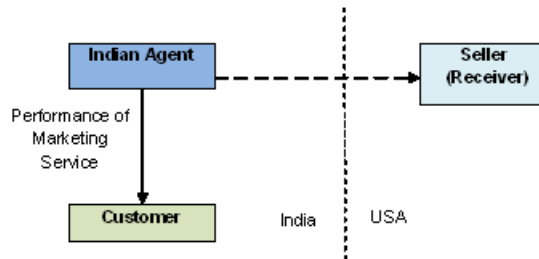 Indian Agent
Seller
(Receiver)
Performance of
Marketing
Service
Customer
India
USA